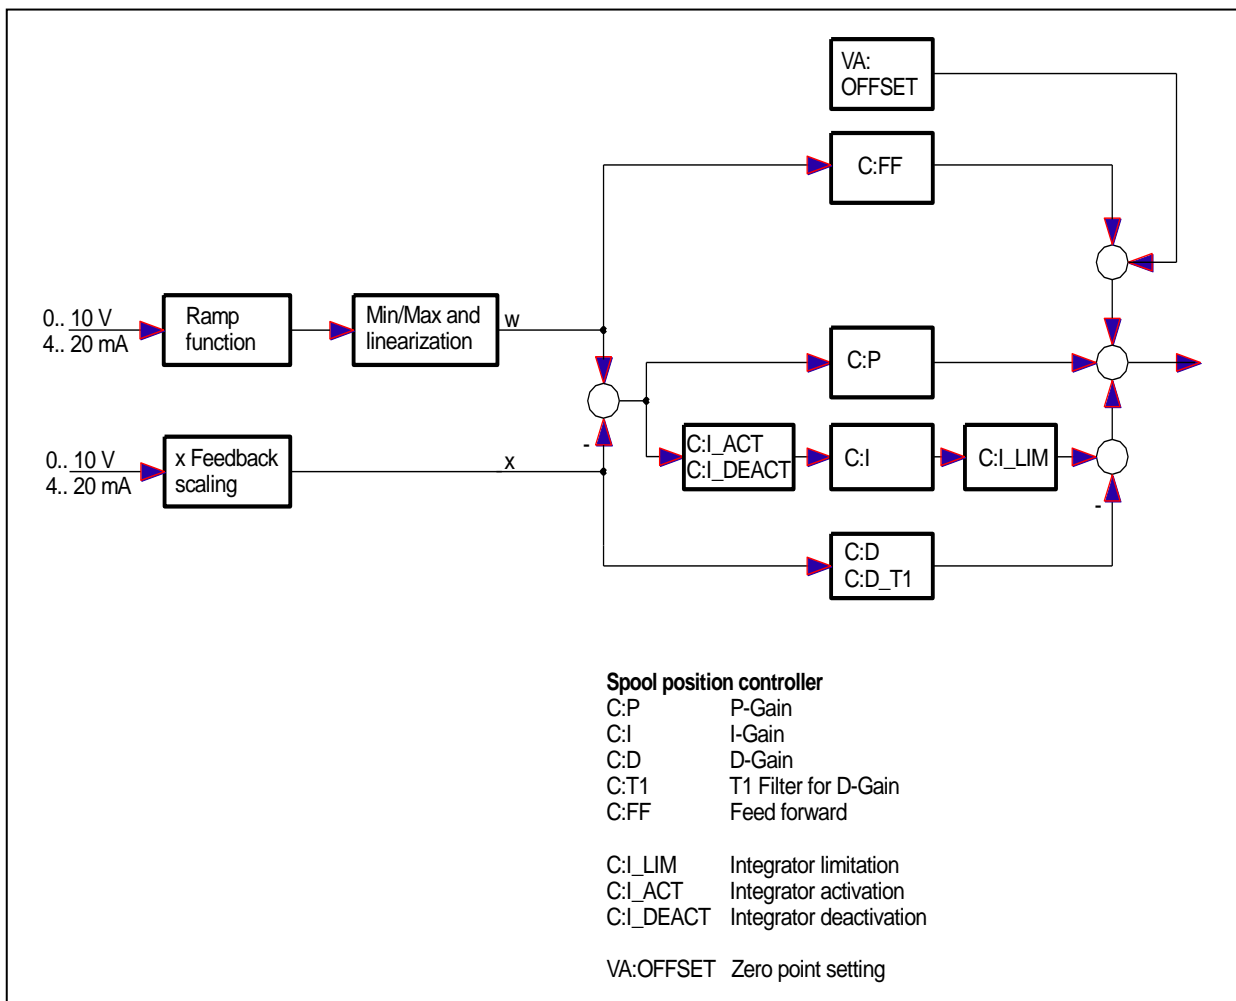 VA:
OFFSET
C:FF
0.. 10 V
4.. 20 mA
Ramp
function
Min/Max and
linearization
w
C:P
-
C:I_ACT
C:I_DEACT
C:I
C:I_LIM
0.. 10 V
4.. 20 mA
x Feedback
scaling
x
-
C:D
C:D_T1
Spool position controller
C:P P-Gain
C:I I-Gain
C:D D-Gain
C:T1 T1 Filter for D-Gain
C:FF Feed forward
C:I_LIM Integrator limitation
C:I_ACT Integrator activation
C:I_DEACT Integrator deactivation
VA:OFFSET Zero point setting